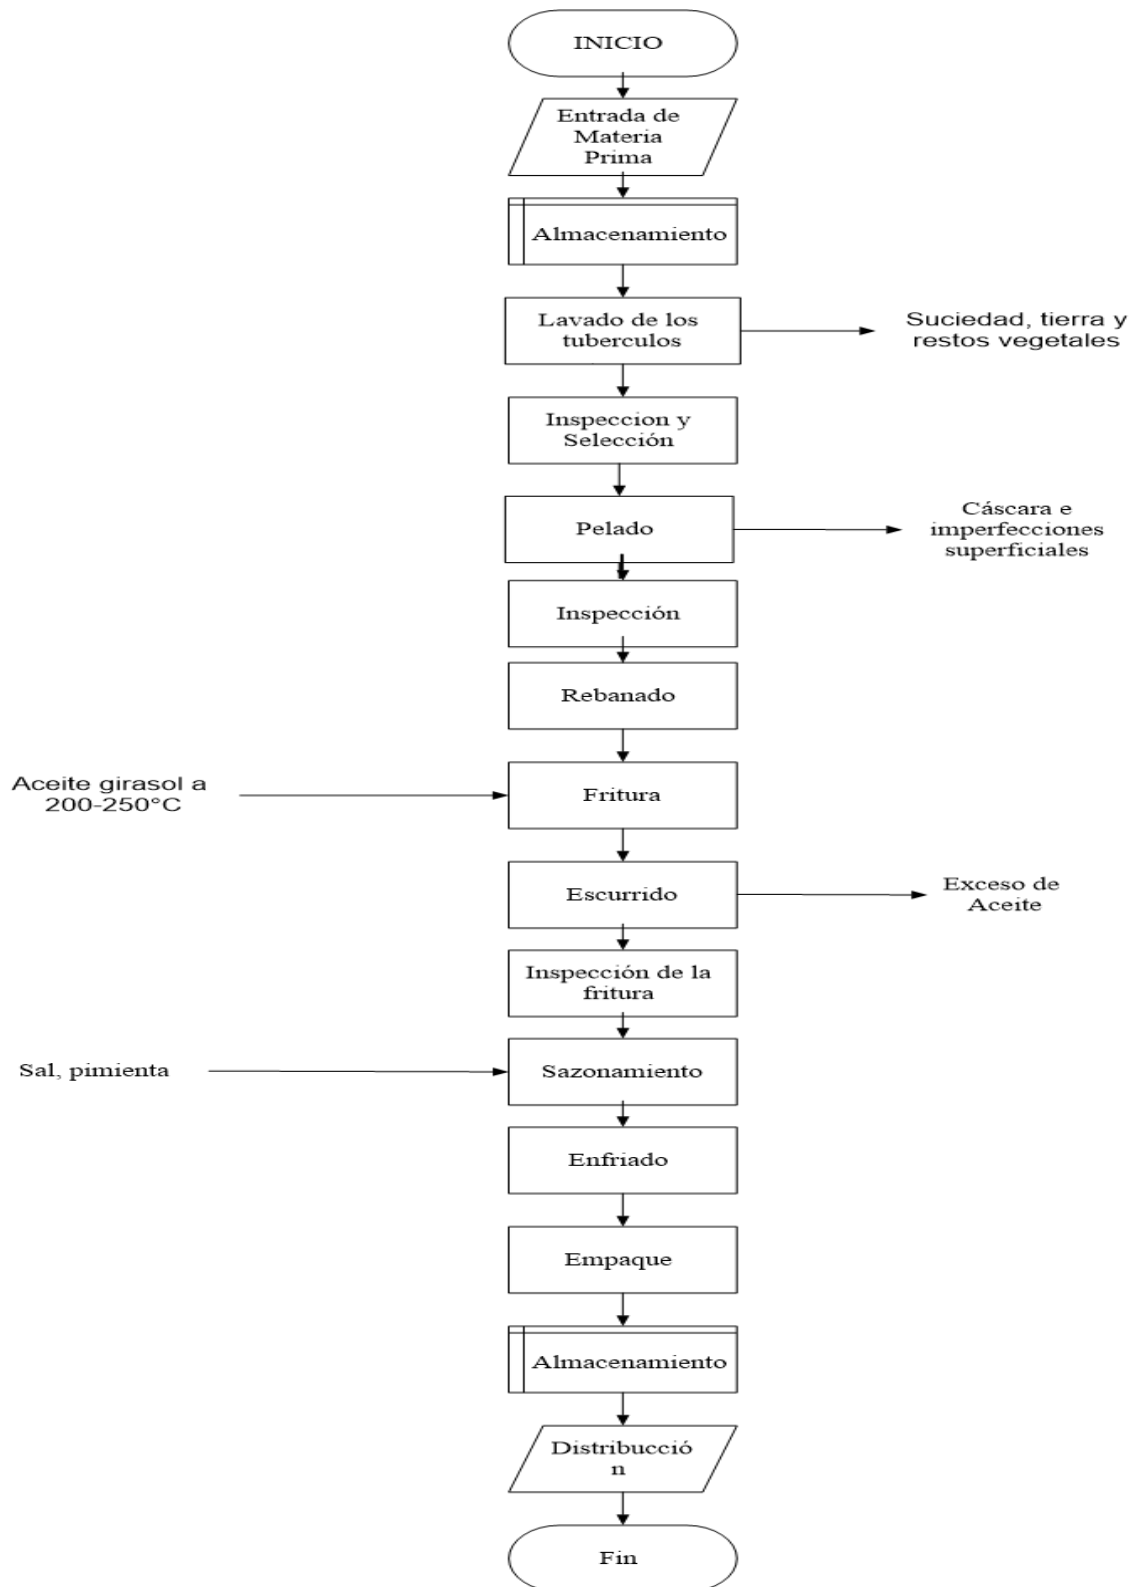 INICIO
Entrada de
Materia
Prima
Almacenamiento
Lavado de los
tuberculos
Suciedad, tierra y
restos vegetales
Inspeccion y
Selección
Pelado
Cáscara e
imperfecciones
superficiales
Inspección
Rebanado
Aceite girasol a
200-250°C
Fritura
Escurrido
Exceso de
Aceite
Inspección de la
fritura
Sal, pimienta
Sazonamiento
Enfriado
Empaque
Almacenamiento
Distribucció
n
Fin